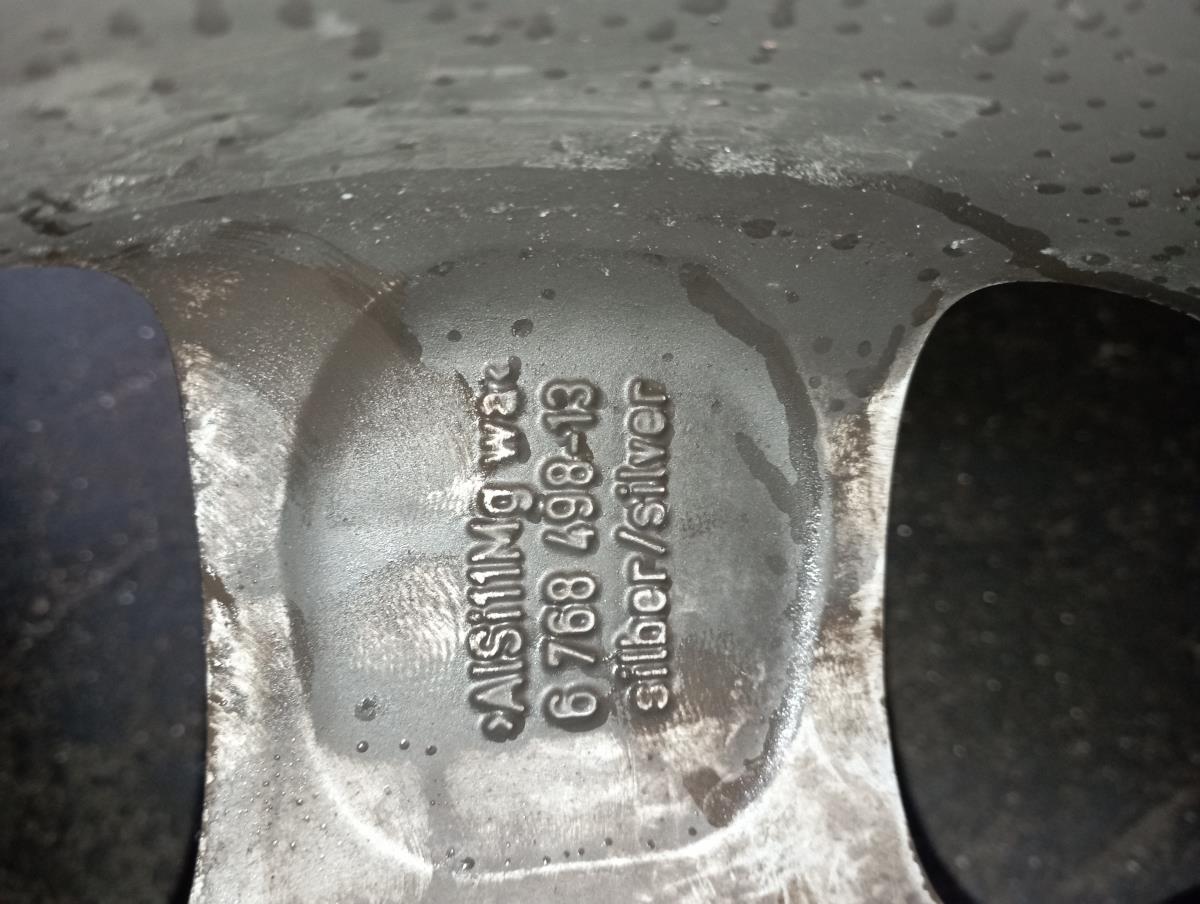 >AlSi11Mg wa<
6 768 498-13
silber/silver